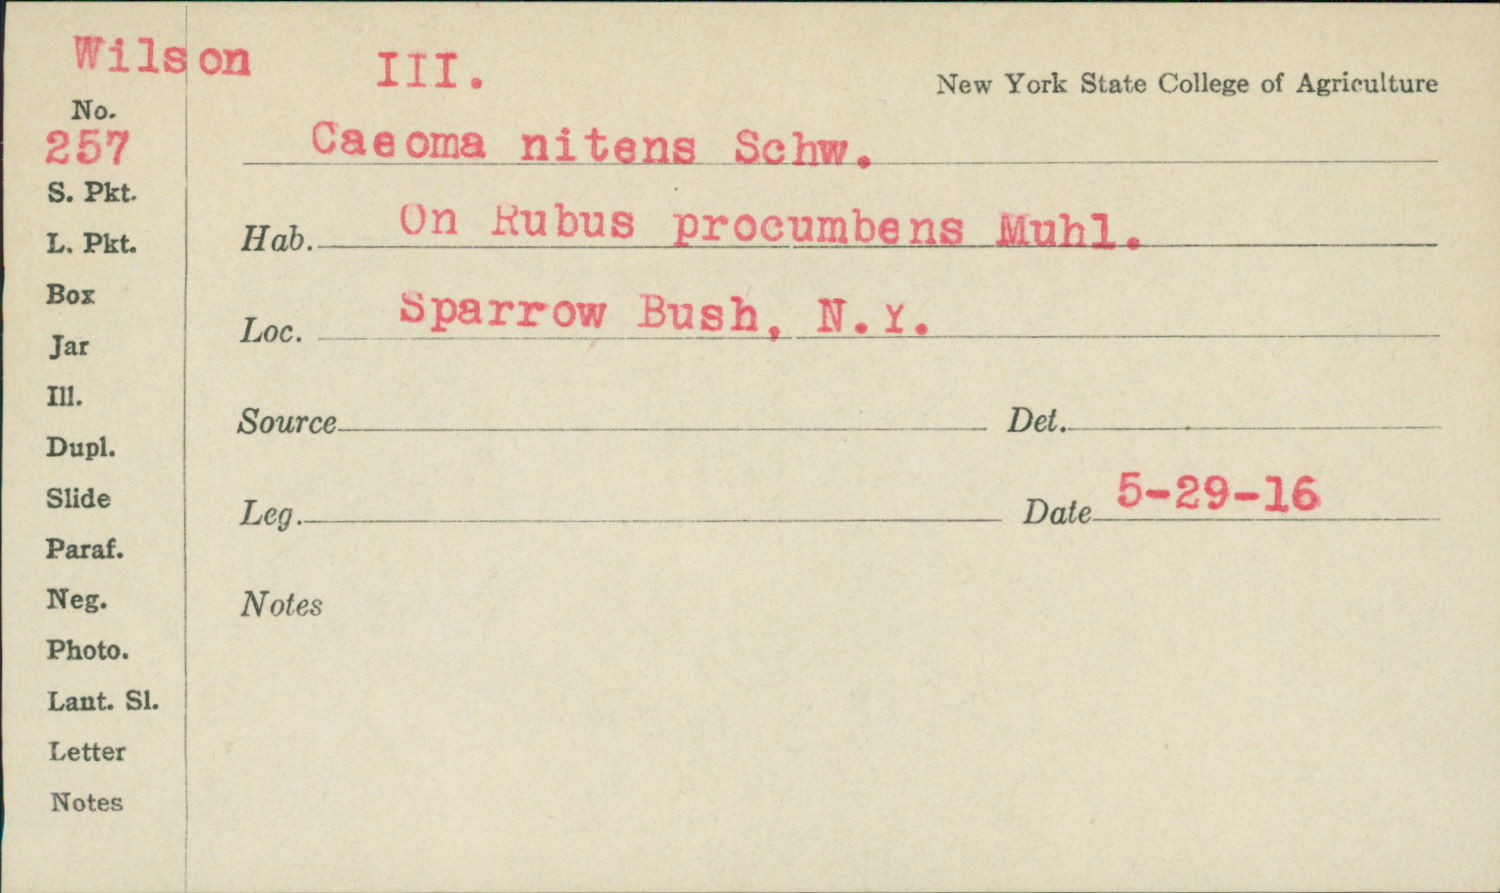 Wilson III.
New York State College of Agriculture
No.
257
Caeoma nitens Schw.
S. Pkt.
L. Pkt.
Hab. On Rubus procumbens Muhl.
Box
Loc. Sparrow Bush, N.Y.
Jar
Ill.
Source Det.
Dupl.
Slide
Leg. Date 5-29-16
Paraf.
Neg.
Notes
Photo.
Lant. Sl.
Letter
Notes